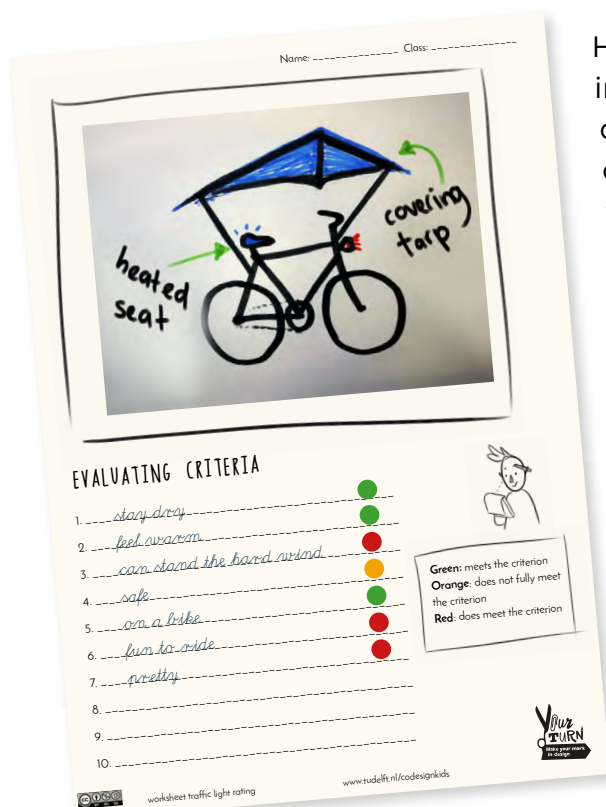 Name: ________________ Class: ________________
heated
seat
covering
tarp
EVALUATING CRITERIA
1. stay dry
2. feel warm
3. can stand the hard wind
4. safe
5. on a bike
6. fun to ride
7. pretty
8.
9.
10.
Green: meets the criterion
Orange: does not fully meet
the criterion
Red: does meet the criterion
YOUR
TURN
Make your mark
in design
worksheet traffic light rating
www.tudelft.nl/codesignkids